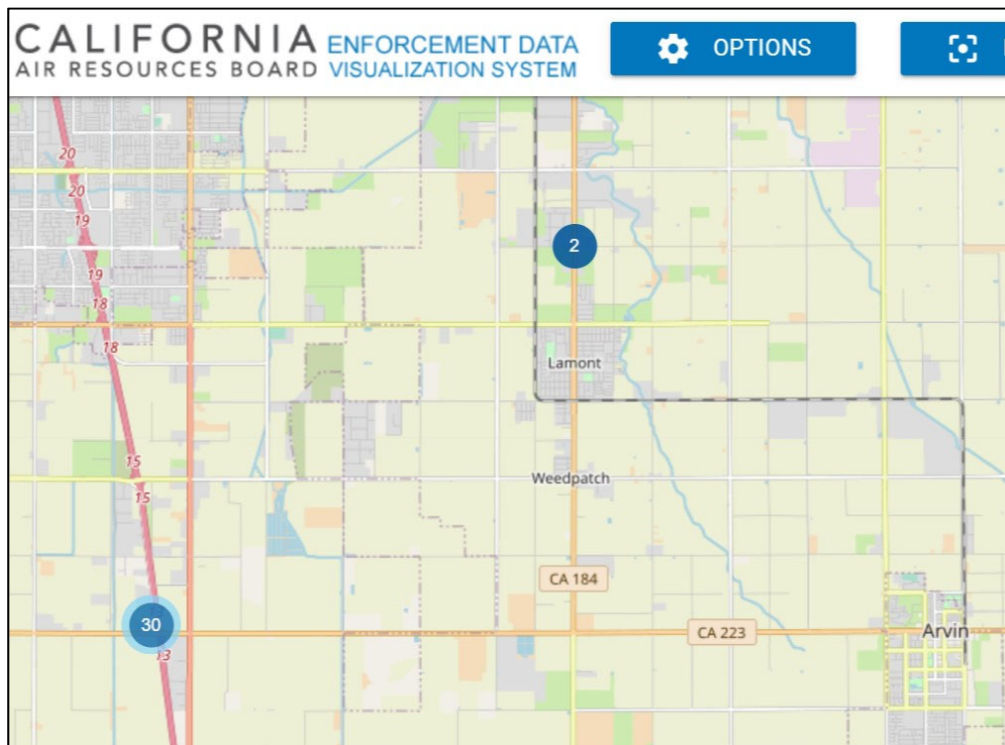 CALIFORNIA
AIR RESOURCES BOARD
ENFORCEMENT DATA
VISUALIZATION SYSTEM
OPTIONS
20
20
19
2
19
18
18
Lamont
15
15
Weedpatch
CA 184
30
CA 223
Arvin
13